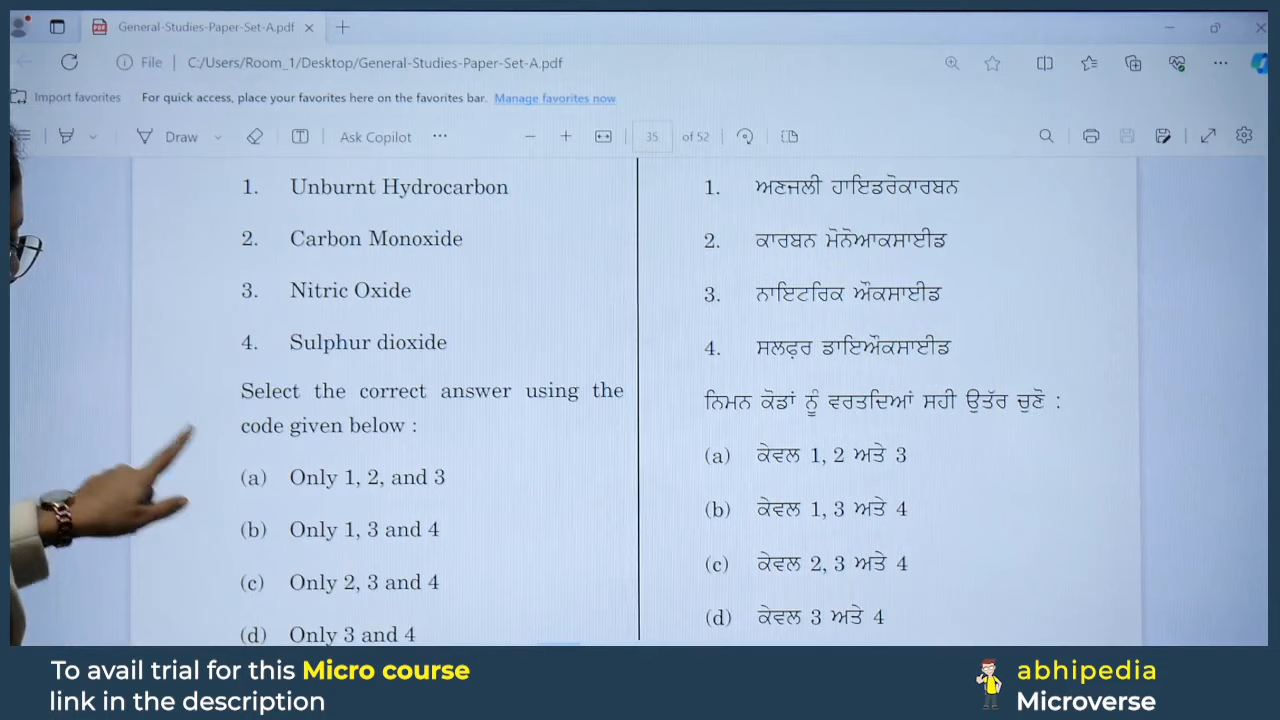 General-Studies-Paper-Set-A.pdf
File | C:/Users/Room_1/Desktop/General-Studies-Paper-Set-A.pdf
Import favorites For quick access, place your favorites here on the favorites bar. Manage favorites now
Draw Ask Copilot 35 of 52
1. Unburnt Hydrocarbon
2. Carbon Monoxide
3. Nitric Oxide
4. Sulphur dioxide
Select the correct answer using the
code given below :
(a) Only 1, 2, and 3
(b) Only 1, 3 and 4
(c) Only 2, 3 and 4
(d) Only 3 and 4
1. ਅਣਜਲੀ ਹਾਇਡਰੋਕਾਰਬਨ
2. ਕਾਰਬਨ ਮੋਨੋਆਕਸਾਈਡ
3. ਨਾਇਟਰਿਕ ਔਕਸਾਈਡ
4. ਸਲਫ਼ਰ ਡਾਇਔਕਸਾਈਡ
ਨਿਮਨ ਕੋਡਾਂ ਨੂੰ ਵਰਤਦਿਆਂ ਸਹੀ ਉਤੱਰ ਚੁਣੋ :
(a) ਕੇਵਲ 1, 2 ਅਤੇ 3
(b) ਕੇਵਲ 1, 3 ਅਤੇ 4
(c) ਕੇਵਲ 2, 3 ਅਤੇ 4
(d) ਕੇਵਲ 3 ਅਤੇ 4
To avail trial for this Micro course
link in the description
abhipedia
Microverse